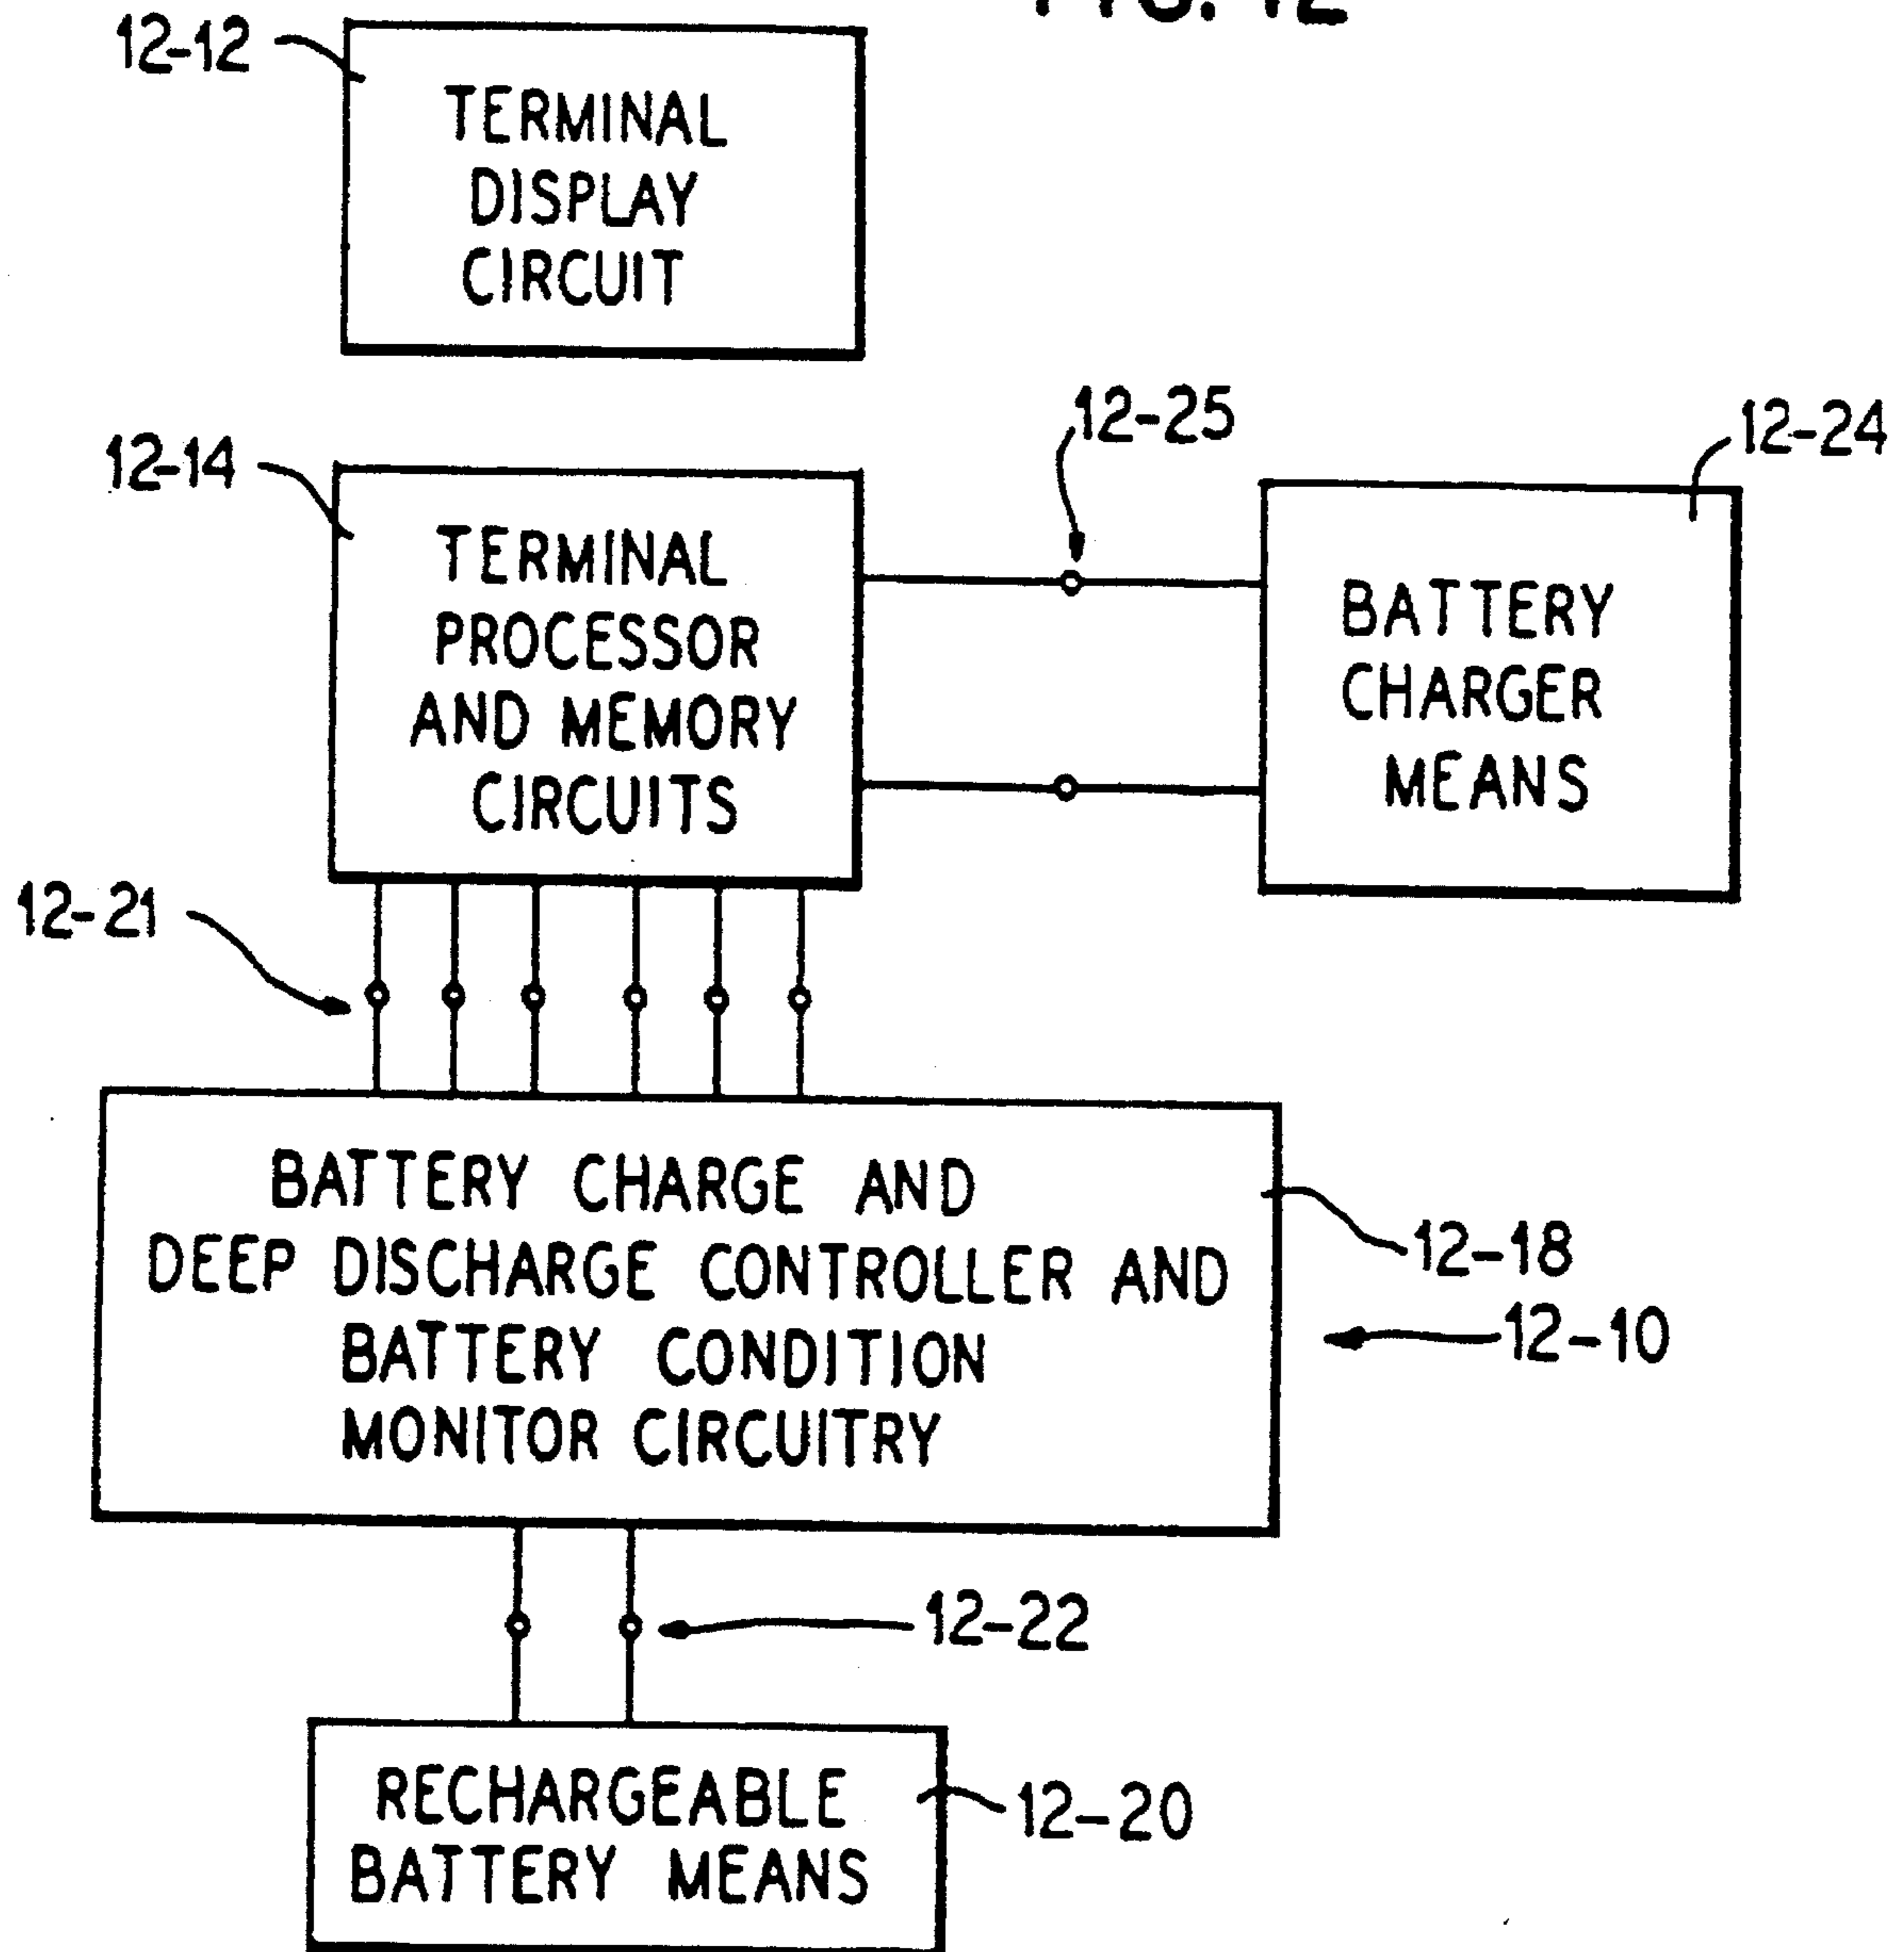 FIG. 12
12-12
TERMINAL
DISPLAY
CIRCUIT
12-25
12-24
12-14
TERMINAL
PROCESSOR
AND MEMORY
CIRCUITS
BATTERY
CHARGER
MEANS
12-21
BATTERY CHARGE AND
DEEP DISCHARGE CONTROLLER AND
BATTERY CONDITION
MONITOR CIRCUITRY
12-18
12-10
12-22
RECHARGEABLE
BATTERY MEANS
12-20